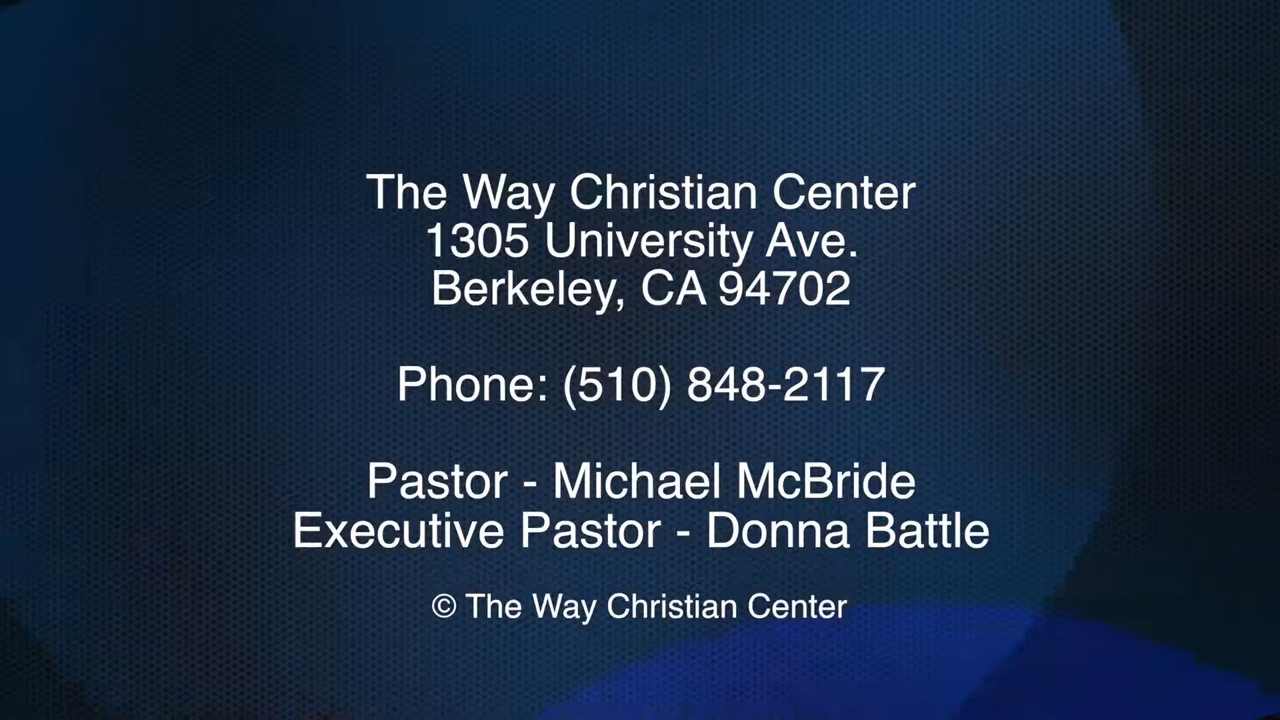 The Way Christian Center
1305 University Ave.
Berkeley, CA 94702
Phone: (510) 848-2117
Pastor - Michael McBride
Executive Pastor - Donna Battle
© The Way Christian Center